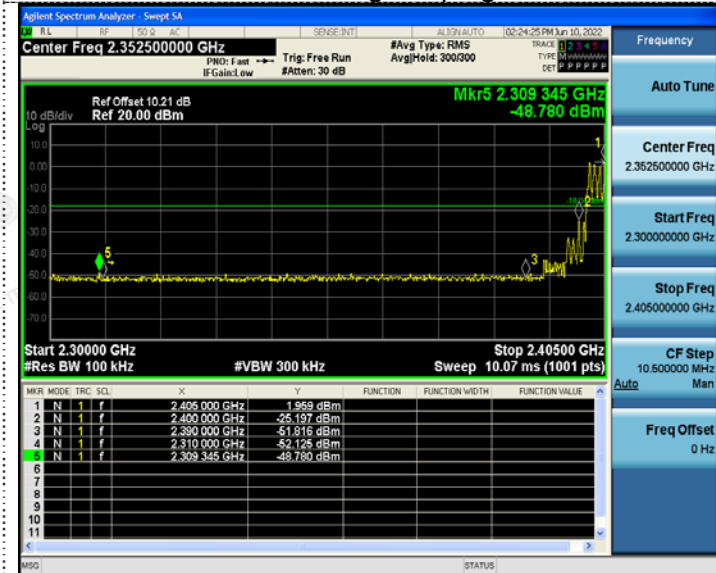 Agilent Spectrum Analyzer - Swept SA
RL RF 50 Ω AC SENSE:INT ALIGN AUTO 02:24:25 PM Jun 10, 2022
Center Freq 2.352500000 GHz
PNO: Fast
IFGain:Low
Trig: Free Run
#Atten: 30 dB
#Avg Type: RMS
Avg|Hold: 300/300
TRACE 1 2 3 4 5 6
TYPE M
DET P P P P P P
Ref Offset 10.21 dB
10 dB/div Ref 20.00 dBm
Log
Mkr5 2.309 345 GHz
-48.780 dBm
10.0
0.00
-10.0
-20.0
-30.0
-40.0
-50.0
-60.0
-70.0
1
2
3
5
Start 2.30000 GHz Stop 2.40500 GHz
#Res BW 100 kHz #VBW 300 kHz Sweep 10.07 ms (1001 pts)
MKR MODE TRC SCL X Y FUNCTION FUNCTION WIDTH FUNCTION VALUE
1 N 1 f 2.405 000 GHz 1.959 dBm
2 N 1 f 2.400 000 GHz -25.197 dBm
3 N 1 f 2.390 000 GHz -51.816 dBm
4 N 1 f 2.310 000 GHz -52.125 dBm
5 N 1 f 2.309 345 GHz -48.780 dBm
6
7
8
9
10
11
MSG STATUS
Frequency
Auto Tune
Center Freq
2.352500000 GHz
Start Freq
2.300000000 GHz
Stop Freq
2.405000000 GHz
CF Step
10.500000 MHz
Auto Man
Freq Offset
0 Hz